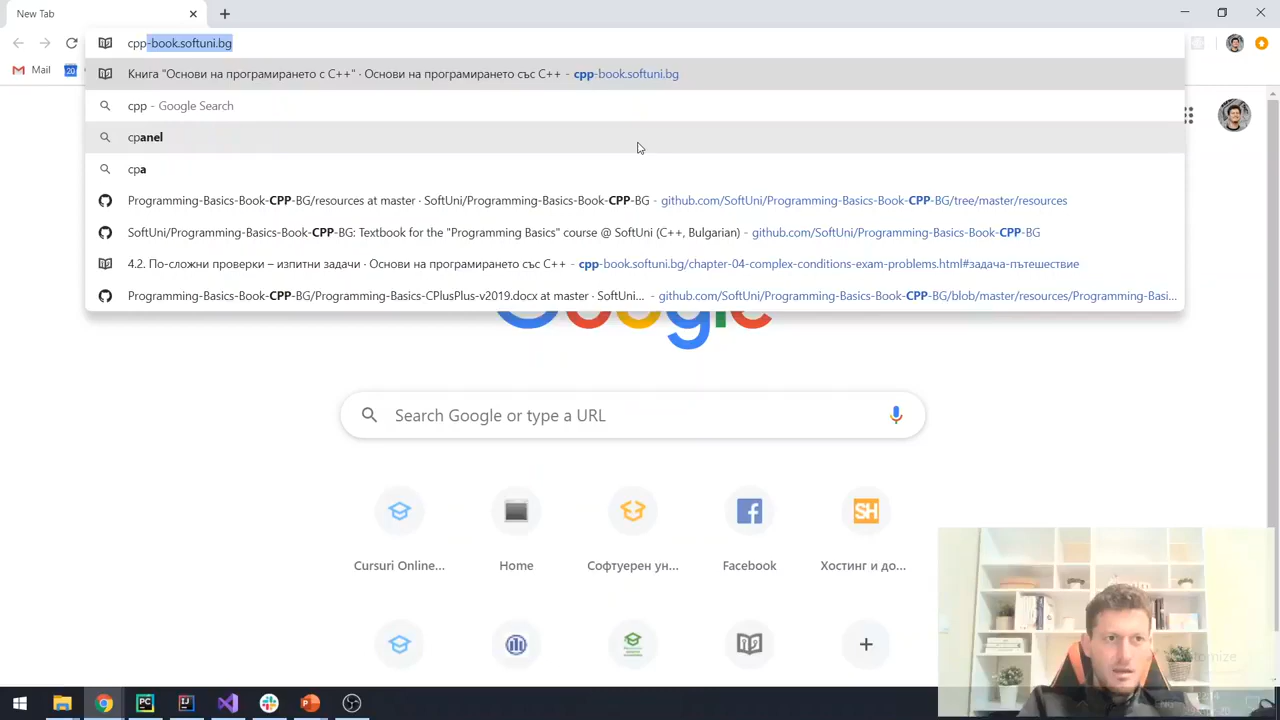 New Tab
cpp-book.softuni.bg
Mail
20
Книга "Основи на програмирането с C++" · Основи на програмирането със C++ - cpp-book.softuni.bg
cpp - Google Search
cpanel
cpa
Programming-Basics-Book-CPP-BG/resources at master · SoftUni/Programming-Basics-Book-CPP-BG - github.com/SoftUni/Programming-Basics-Book-CPP-BG/tree/master/resources
SoftUni/Programming-Basics-Book-CPP-BG: Textbook for the "Programming Basics" course @ SoftUni (C++, Bulgarian) - github.com/SoftUni/Programming-Basics-Book-CPP-BG
4.2. По-сложни проверки – изпитни задачи · Основи на програмирането със C++ - cpp-book.softuni.bg/chapter-04-complex-conditions-exam-problems.html#задача-пътешествие
Programming-Basics-Book-CPP-BG/Programming-Basics-CPlusPlus-v2019.docx at master · SoftUni... - github.com/SoftUni/Programming-Basics-Book-CPP-BG/blob/master/resources/Programming-Basi...
Search Google or type a URL
SH
Cursuri Online...
Home
Софтуерен ун...
Facebook
Хостинг и до...
PC
IJ